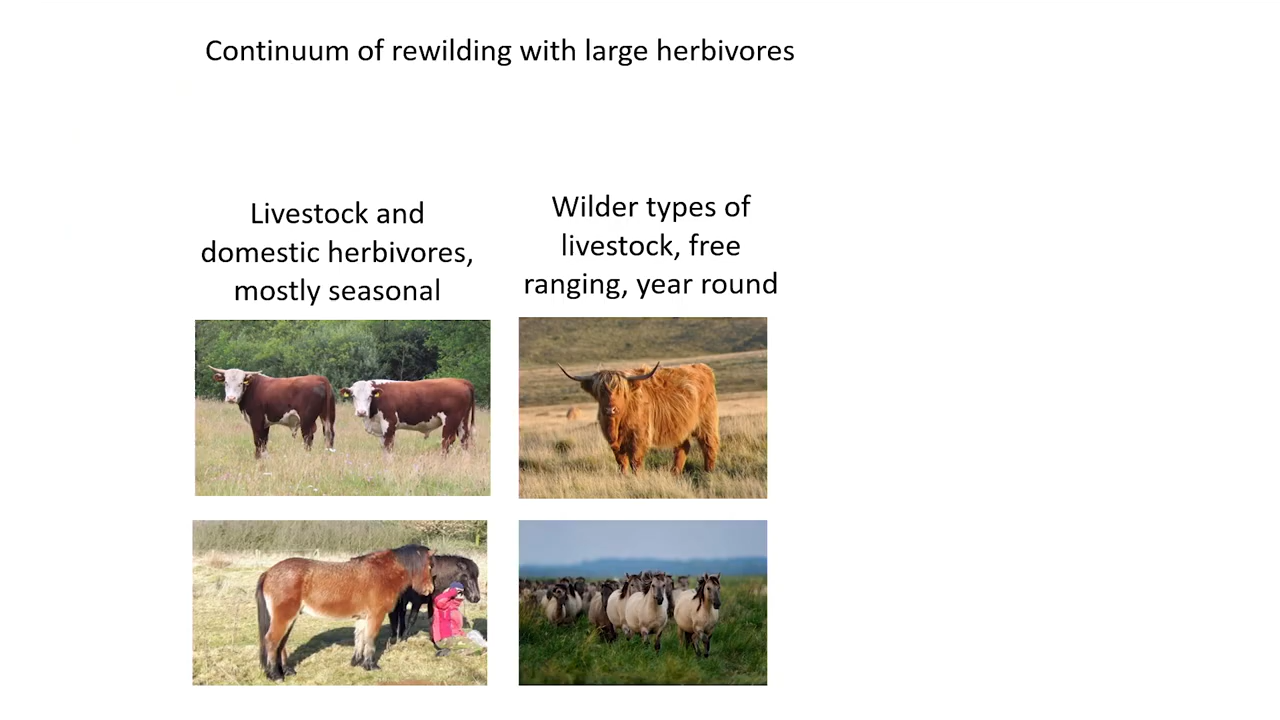 Continuum of rewilding with large herbivores
Livestock and
domestic herbivores,
mostly seasonal
Wilder types of
livestock, free
ranging, year round